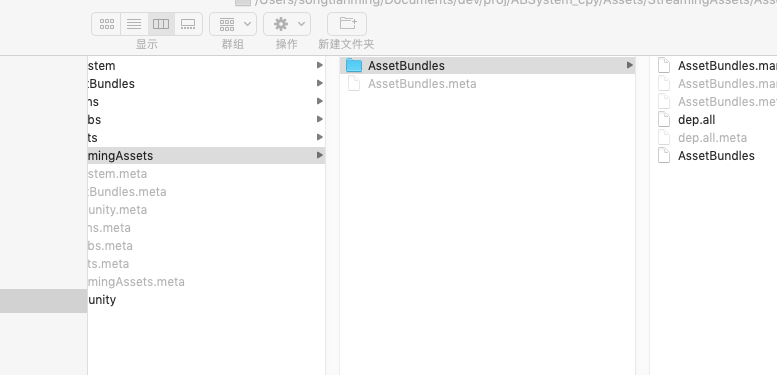 /Users/songtianming/Documents/dev/proj/ABSystem_cpy/Assets/StreamingAssets/Asse
显示
群组
操作
新建文件夹
stem
tBundles
ns
bs
ts
mingAssets
stem.meta
tBundles.meta
unity.meta
ns.meta
bs.meta
ts.meta
mingAssets.meta
unity
AssetBundles
AssetBundles.meta
AssetBundles.ma
AssetBundles.ma
AssetBundles.me
dep.all
dep.all.meta
AssetBundles